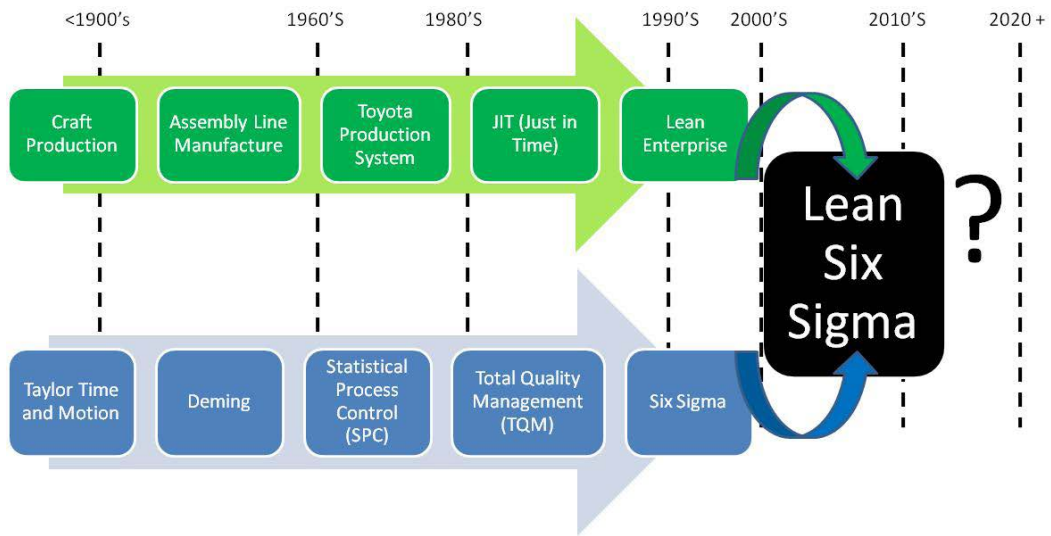 <1900's 1960'S 1980'S 1990'S 2000'S 2010'S 2020 +
Craft
Production
Assembly Line
Manufacture
Toyota
Production
System
JIT (Just in
Time)
Lean
Enterprise
Lean
Six
Sigma
?
Taylor Time
and Motion
Deming
Statistical
Process
Control
(SPC)
Total Quality
Management
(TQM)
Six Sigma